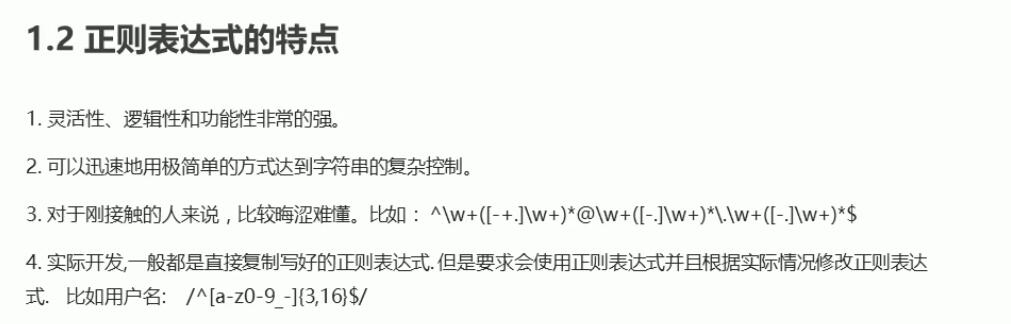 1.2 正则表达式的特点
1. 灵活性、逻辑性和功能性非常的强。
2. 可以迅速地用极简单的方式达到字符串的复杂控制。
3. 对于刚接触的人来说，比较晦涩难懂。比如： ^\w+([-+.]\w+)*@\w+([-.]\w+)*\.\w+([-.]\w+)*$
4. 实际开发,一般都是直接复制写好的正则表达式. 但是要求会使用正则表达式并且根据实际情况修改正则表达
式. 比如用户名: /^[a-z0-9_-]{3,16}$/